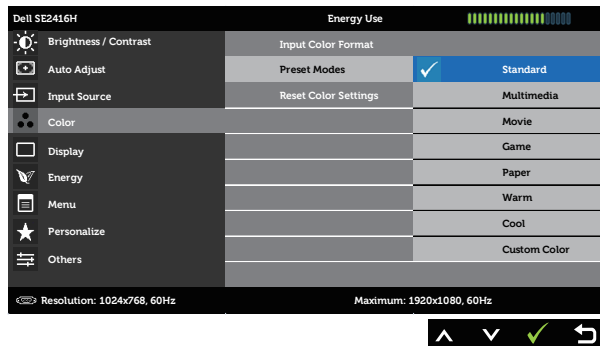 Dell SE2416H Energy Use
Brightness / Contrast Input Color Format
Auto Adjust Preset Modes Standard
Input Source Reset Color Settings Multimedia
Color Movie
Display Game
Energy Paper
Menu Warm
Personalize Cool
Others Custom Color
Resolution: 1024x768, 60Hz Maximum: 1920x1080, 60Hz